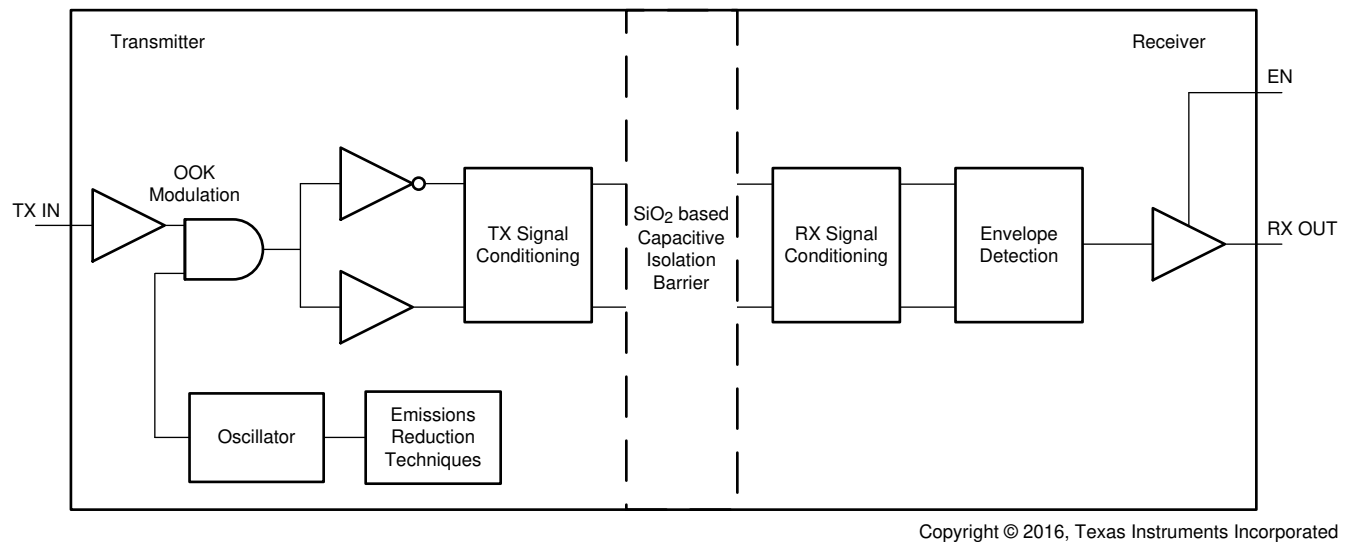 Transmitter
Receiver
EN
OOK
Modulation
TX IN
TX Signal
Conditioning
SiO2 based
Capacitive
Isolation
Barrier
RX Signal
Conditioning
Envelope
Detection
RX OUT
Oscillator
Emissions
Reduction
Techniques
Copyright © 2016, Texas Instruments Incorporated